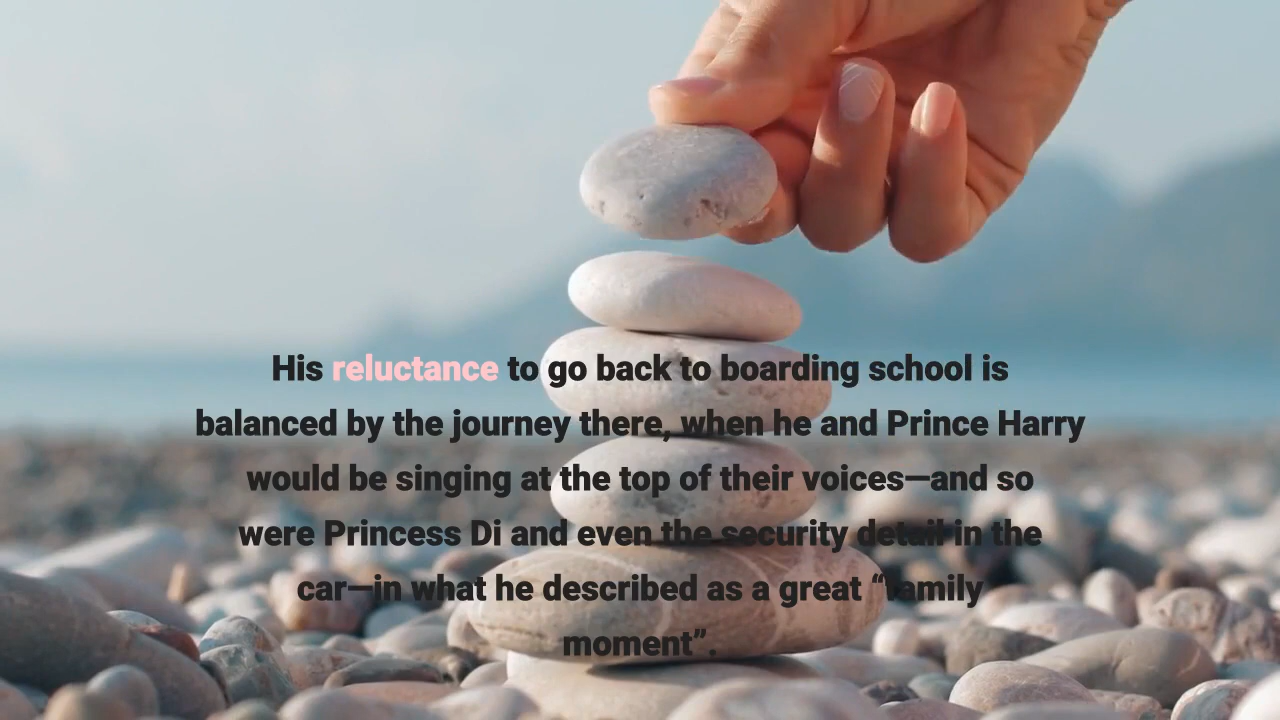 His reluctance to go back to boarding school is
balanced by the journey there, when he and Prince Harry
would be singing at the top of their voices—and so
were Princess Di and even the security detail in the
car—in what he described as a great “family
moment”.